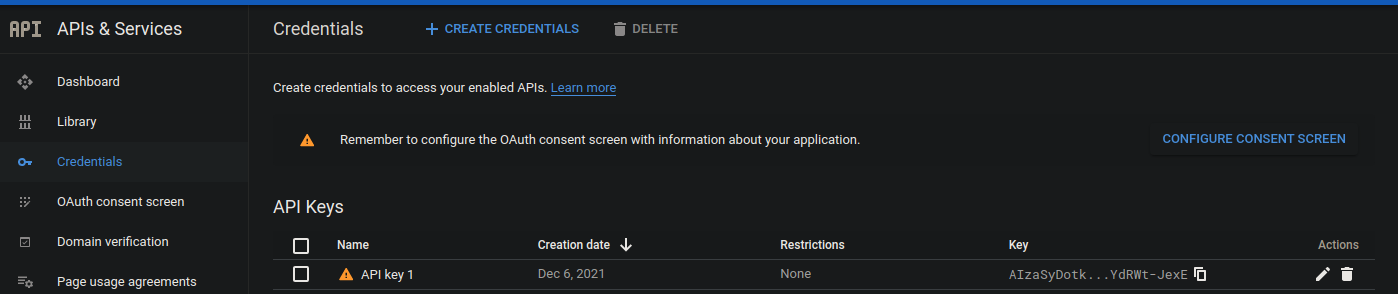 API APIs & Services
Credentials
CREATE CREDENTIALS
DELETE
Dashboard
Library
Credentials
OAuth consent screen
Domain verification
Page usage agreements
Create credentials to access your enabled APIs. Learn more
Remember to configure the OAuth consent screen with information about your application.
CONFIGURE CONSENT SCREEN
API Keys
Name Creation date Restrictions Key Actions
API key 1 Dec 6, 2021 None AIzaSyDotk...YdRWt-JexE